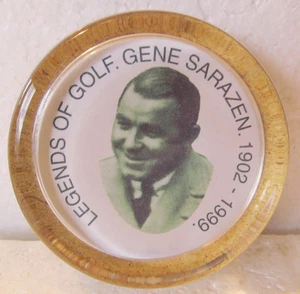 LEGENDS OF GOLF. GENE SARAZEN. 1902 - 1999.